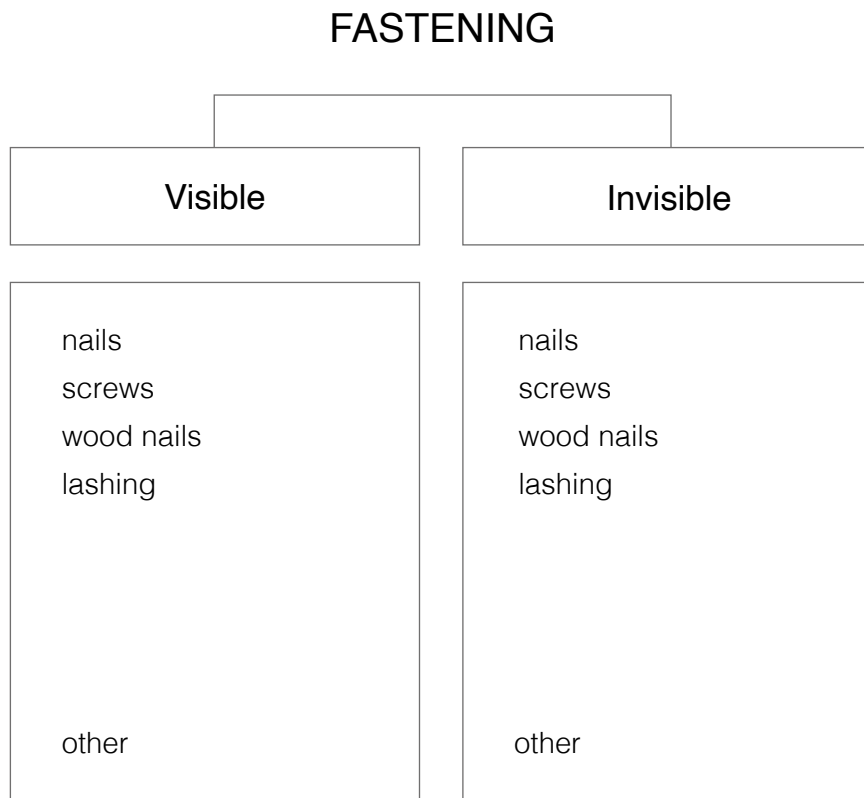 FASTENING
Visible
nails
screws
wood nails
lashing
other
Invisible
nails
screws
wood nails
lashing
other